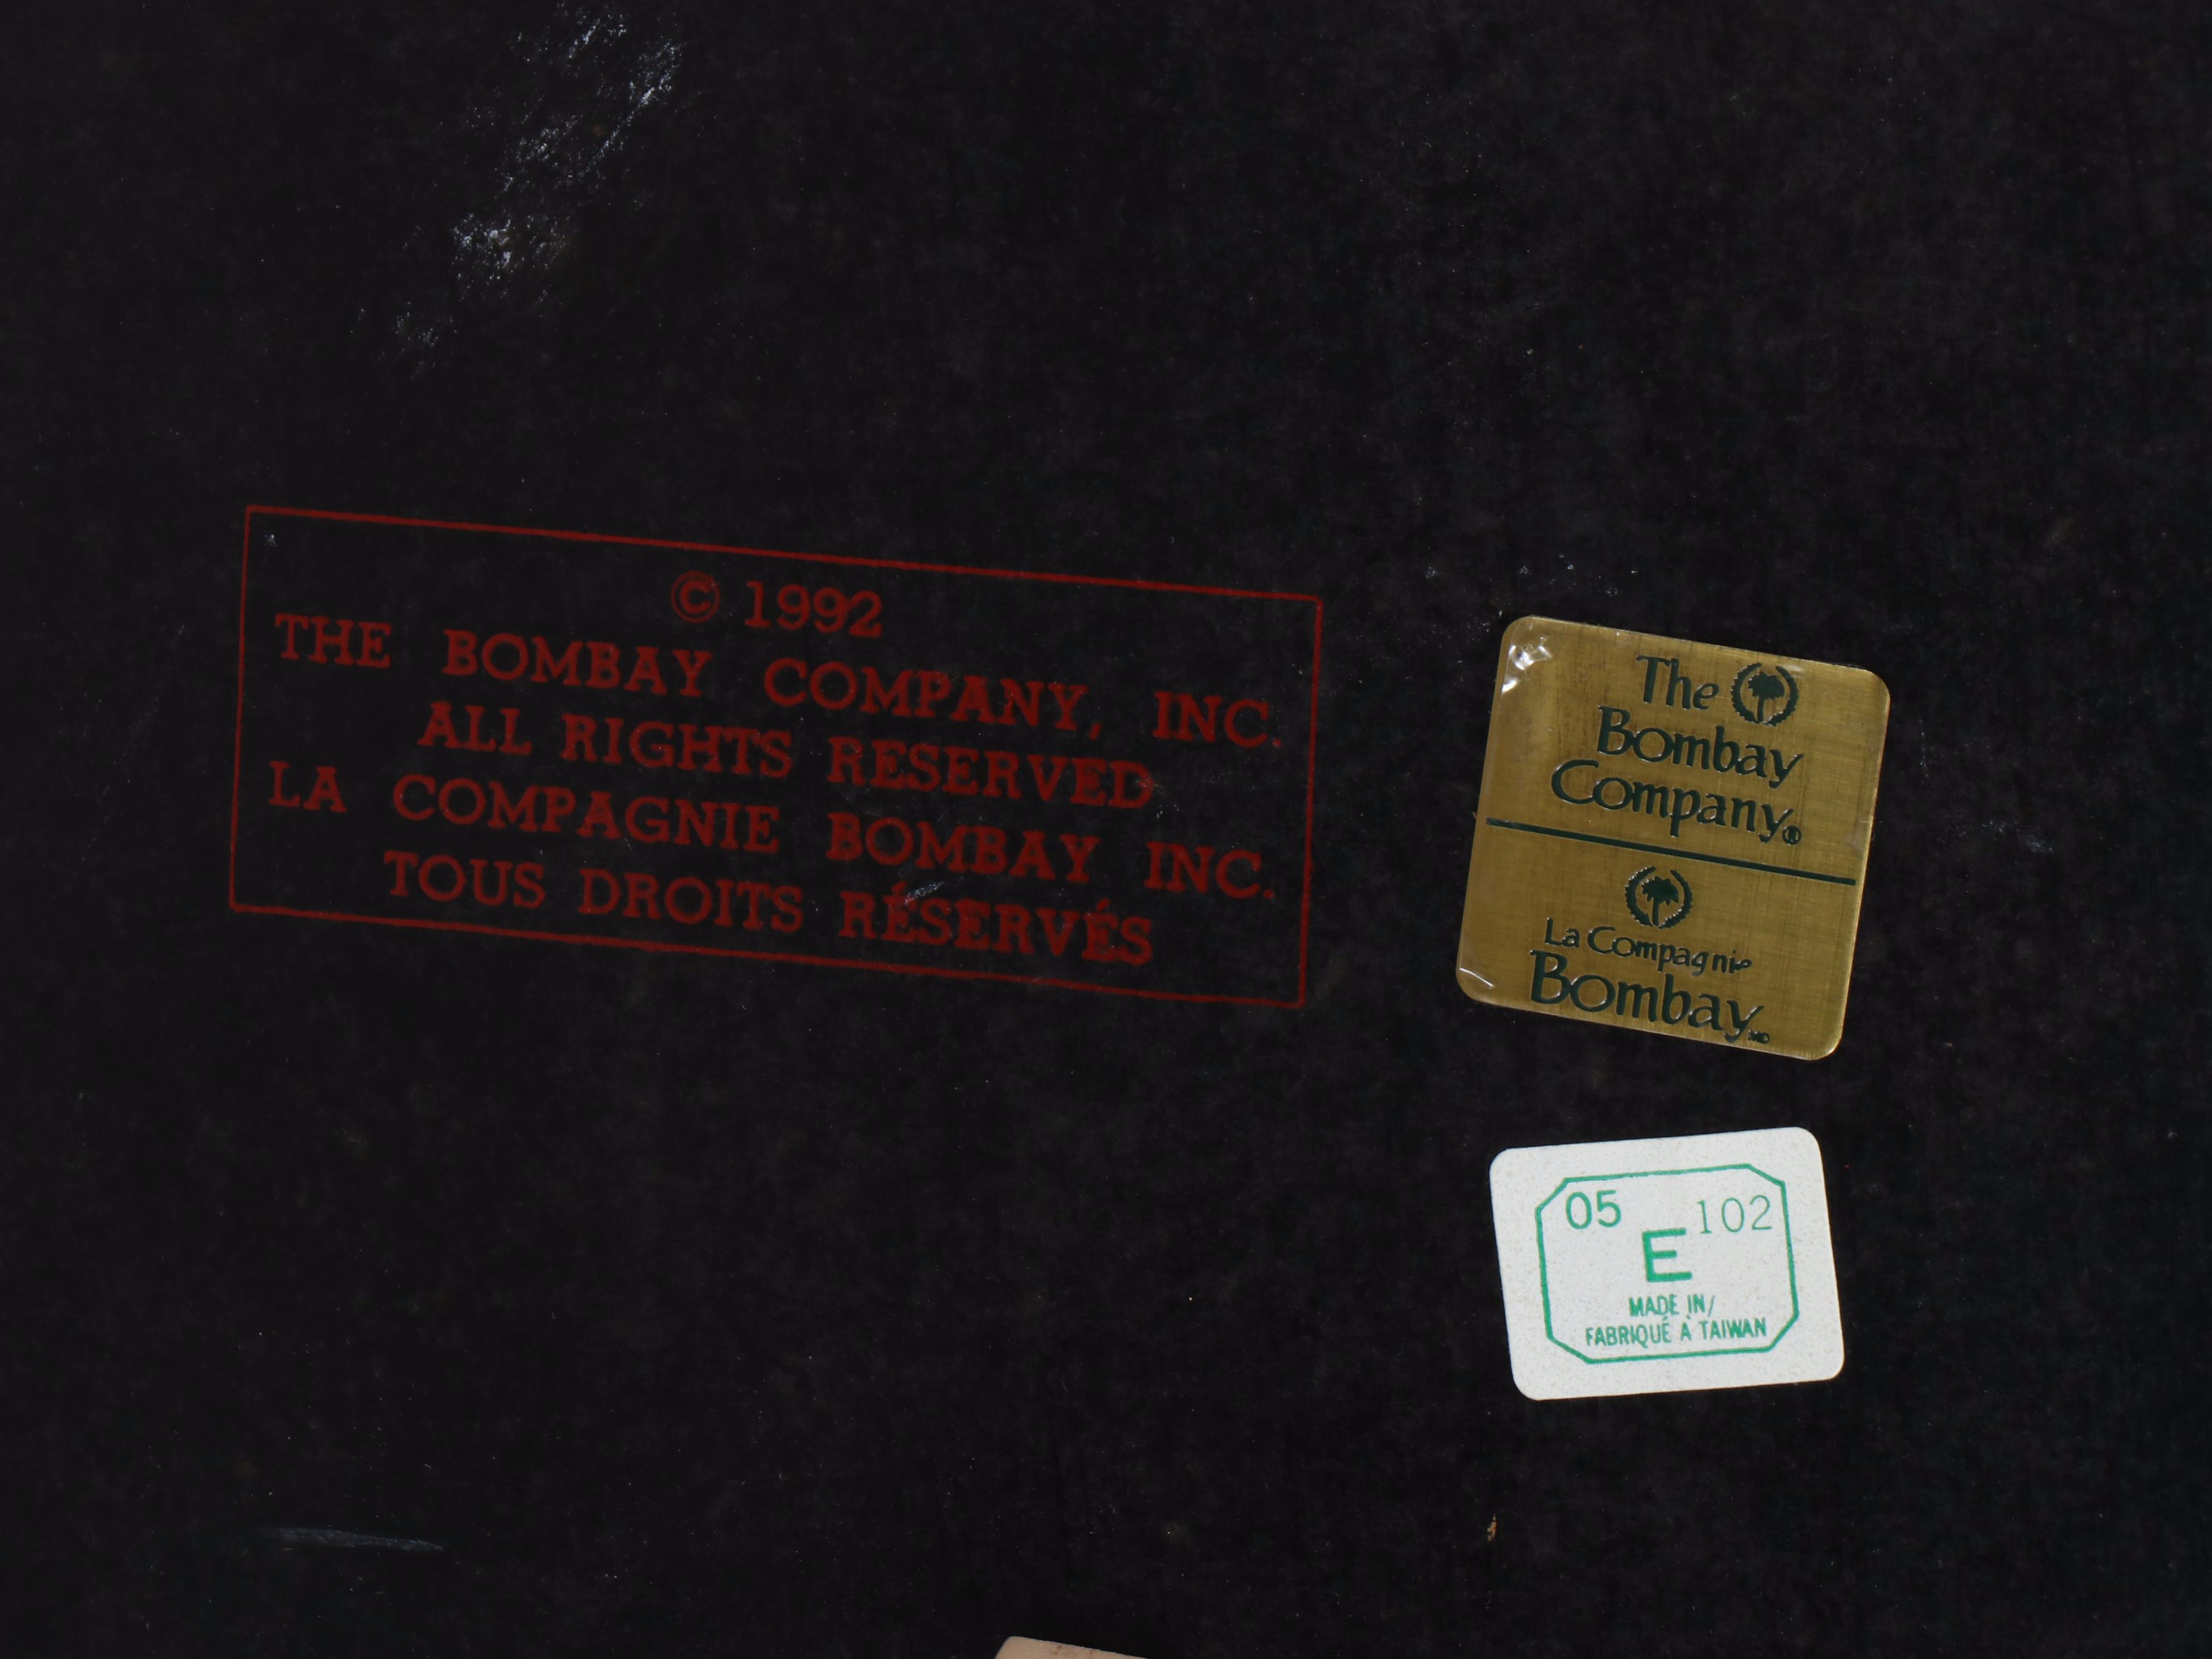 © 1992
THE BOMBAY COMPANY, INC.
ALL RIGHTS RESERVED
LA COMPAGNIE BOMBAY INC.
TOUS DROITS RÉSERVÉS
The
Bombay
Company®
La Compagnie
Bombay
05 102
E
MADE IN/
FABRIQUÉ À TAIWAN